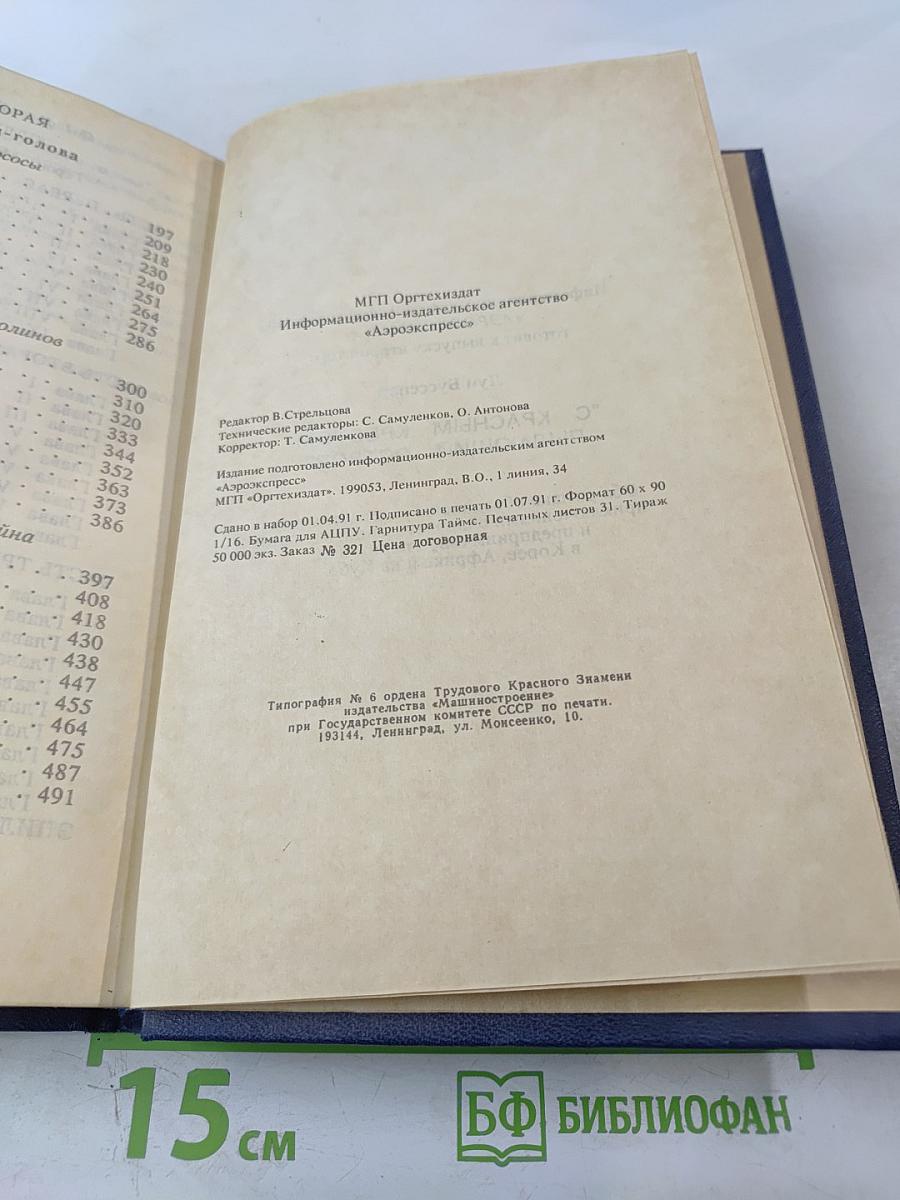 ОРАЯ
-голова
197
209
218
230
240
251
264
275
286
олинов
300
310
320
333
344
352
363
373
386
йна
397
408
418
430
438
447
455
464
475
487
491
МГП Оргтехиздат
Информационно-издательское агентство
«Аэроэкспресс»
Редактор В.Стрельцова
Технические редакторы: С. Самуленков, О. Антонова
Корректор: Т. Самуленкова
Издание подготовлено информационно-издательским агентством
«Аэроэкспресс»
МГП «Оргтехиздат». 199053, Ленинград, В.О., 1 линия, 34
Сдано в набор 01.04.91 г. Подписано в печать 01.07.91 г. Формат 60 х 90
1/16. Бумага для АЦПУ. Гарнитура Таймс. Печатных листов 31. Тираж
50 000 экз. Заказ № 321 Цена договорная
Типография № 6 ордена Трудового Красного Знамени
издательства «Машиностроение»
при Государственном комитете СССР по печати.
193144, Ленинград, ул. Моисеенко, 10.
15 см
БФ БИБЛИОФАН